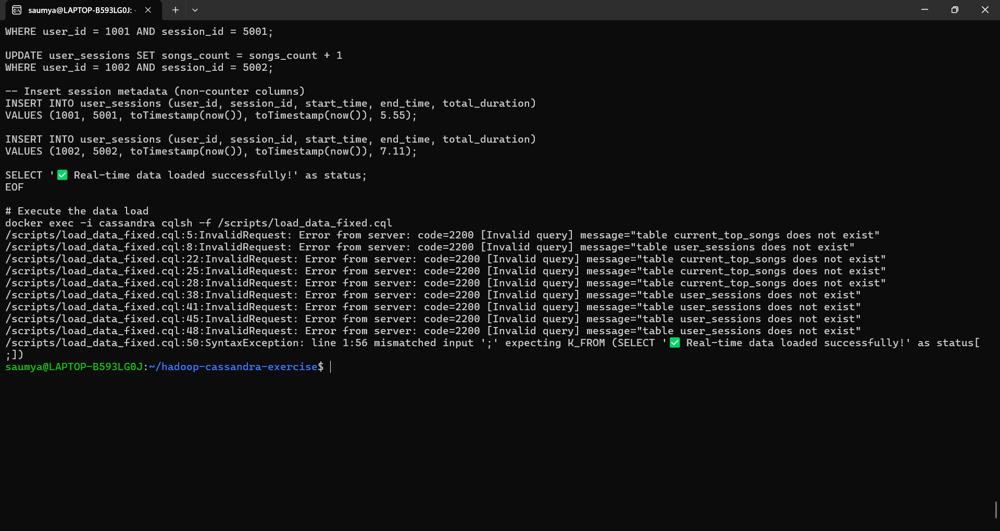 saumya@LAPTOP-B593LG0J: ·
WHERE user_id = 1001 AND session_id = 5001;
UPDATE user_sessions SET songs_count = songs_count + 1
WHERE user_id = 1002 AND session_id = 5002;
-- Insert session metadata (non-counter columns)
INSERT INTO user_sessions (user_id, session_id, start_time, end_time, total_duration)
VALUES (1001, 5001, toTimestamp(now()), toTimestamp(now()), 5.55);
INSERT INTO user_sessions (user_id, session_id, start_time, end_time, total_duration)
VALUES (1002, 5002, toTimestamp(now()), toTimestamp(now()), 7.11);
SELECT '✅ Real-time data loaded successfully!' as status;
EOF
# Execute the data load
docker exec -i cassandra cqlsh -f /scripts/load_data_fixed.cql
/scripts/load_data_fixed.cql:5:InvalidRequest: Error from server: code=2200 [Invalid query] message="table current_top_songs does not exist"
/scripts/load_data_fixed.cql:8:InvalidRequest: Error from server: code=2200 [Invalid query] message="table user_sessions does not exist"
/scripts/load_data_fixed.cql:22:InvalidRequest: Error from server: code=2200 [Invalid query] message="table current_top_songs does not exist"
/scripts/load_data_fixed.cql:25:InvalidRequest: Error from server: code=2200 [Invalid query] message="table current_top_songs does not exist"
/scripts/load_data_fixed.cql:28:InvalidRequest: Error from server: code=2200 [Invalid query] message="table current_top_songs does not exist"
/scripts/load_data_fixed.cql:38:InvalidRequest: Error from server: code=2200 [Invalid query] message="table user_sessions does not exist"
/scripts/load_data_fixed.cql:41:InvalidRequest: Error from server: code=2200 [Invalid query] message="table user_sessions does not exist"
/scripts/load_data_fixed.cql:45:InvalidRequest: Error from server: code=2200 [Invalid query] message="table user_sessions does not exist"
/scripts/load_data_fixed.cql:48:InvalidRequest: Error from server: code=2200 [Invalid query] message="table user_sessions does not exist"
/scripts/load_data_fixed.cql:50:SyntaxException: line 1:56 mismatched input ';' expecting K_FROM (SELECT '✅ Real-time data loaded successfully!' as status[
;])
saumya@LAPTOP-B593LG0J:~/hadoop-cassandra-exercise$